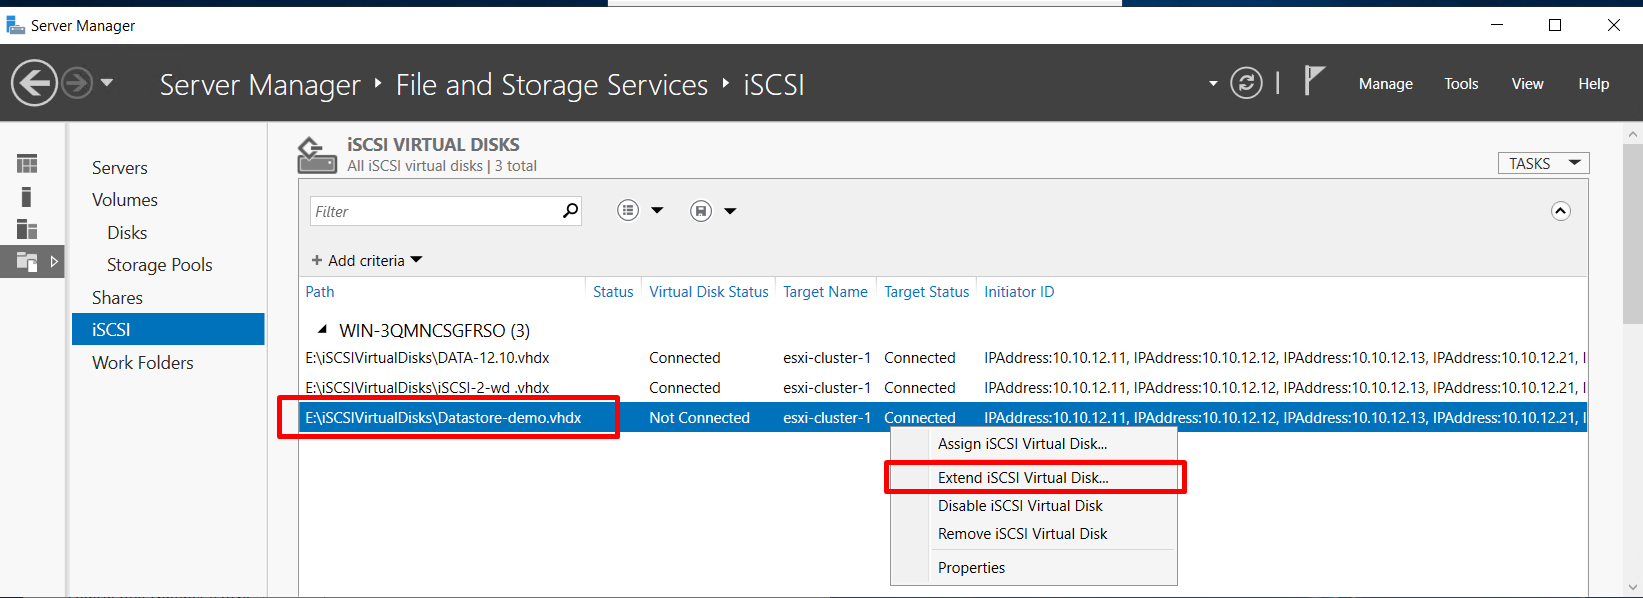 Server Manager
Server Manager ‣ File and Storage Services ‣ iSCSI
Manage Tools View Help
Servers
Volumes
Disks
Storage Pools
Shares
iSCSI
Work Folders
iSCSI VIRTUAL DISKS
All iSCSI virtual disks | 3 total
TASKS
Filter
+ Add criteria
Path Status Virtual Disk Status Target Name Target Status Initiator ID
WIN-3QMNCSGFRSO (3)
E:\iSCSIVirtualDisks\DATA-12.10.vhdx Connected esxi-cluster-1 Connected IPAddress:10.10.12.11, IPAddress:10.10.12.12, IPAddress:10.10.12.13, IPAddress:10.10.12.21, I
E:\iSCSIVirtualDisks\iSCSI-2-wd .vhdx Connected esxi-cluster-1 Connected IPAddress:10.10.12.11, IPAddress:10.10.12.12, IPAddress:10.10.12.13, IPAddress:10.10.12.21, I
E:\iSCSIVirtualDisks\Datastore-demo.vhdx Not Connected esxi-cluster-1 Connected IPAddress:10.10.12.11, IPAddress:10.10.12.12, IPAddress:10.10.12.13, IPAddress:10.10.12.21, I
Assign iSCSI Virtual Disk...
Extend iSCSI Virtual Disk...
Disable iSCSI Virtual Disk
Remove iSCSI Virtual Disk
Properties